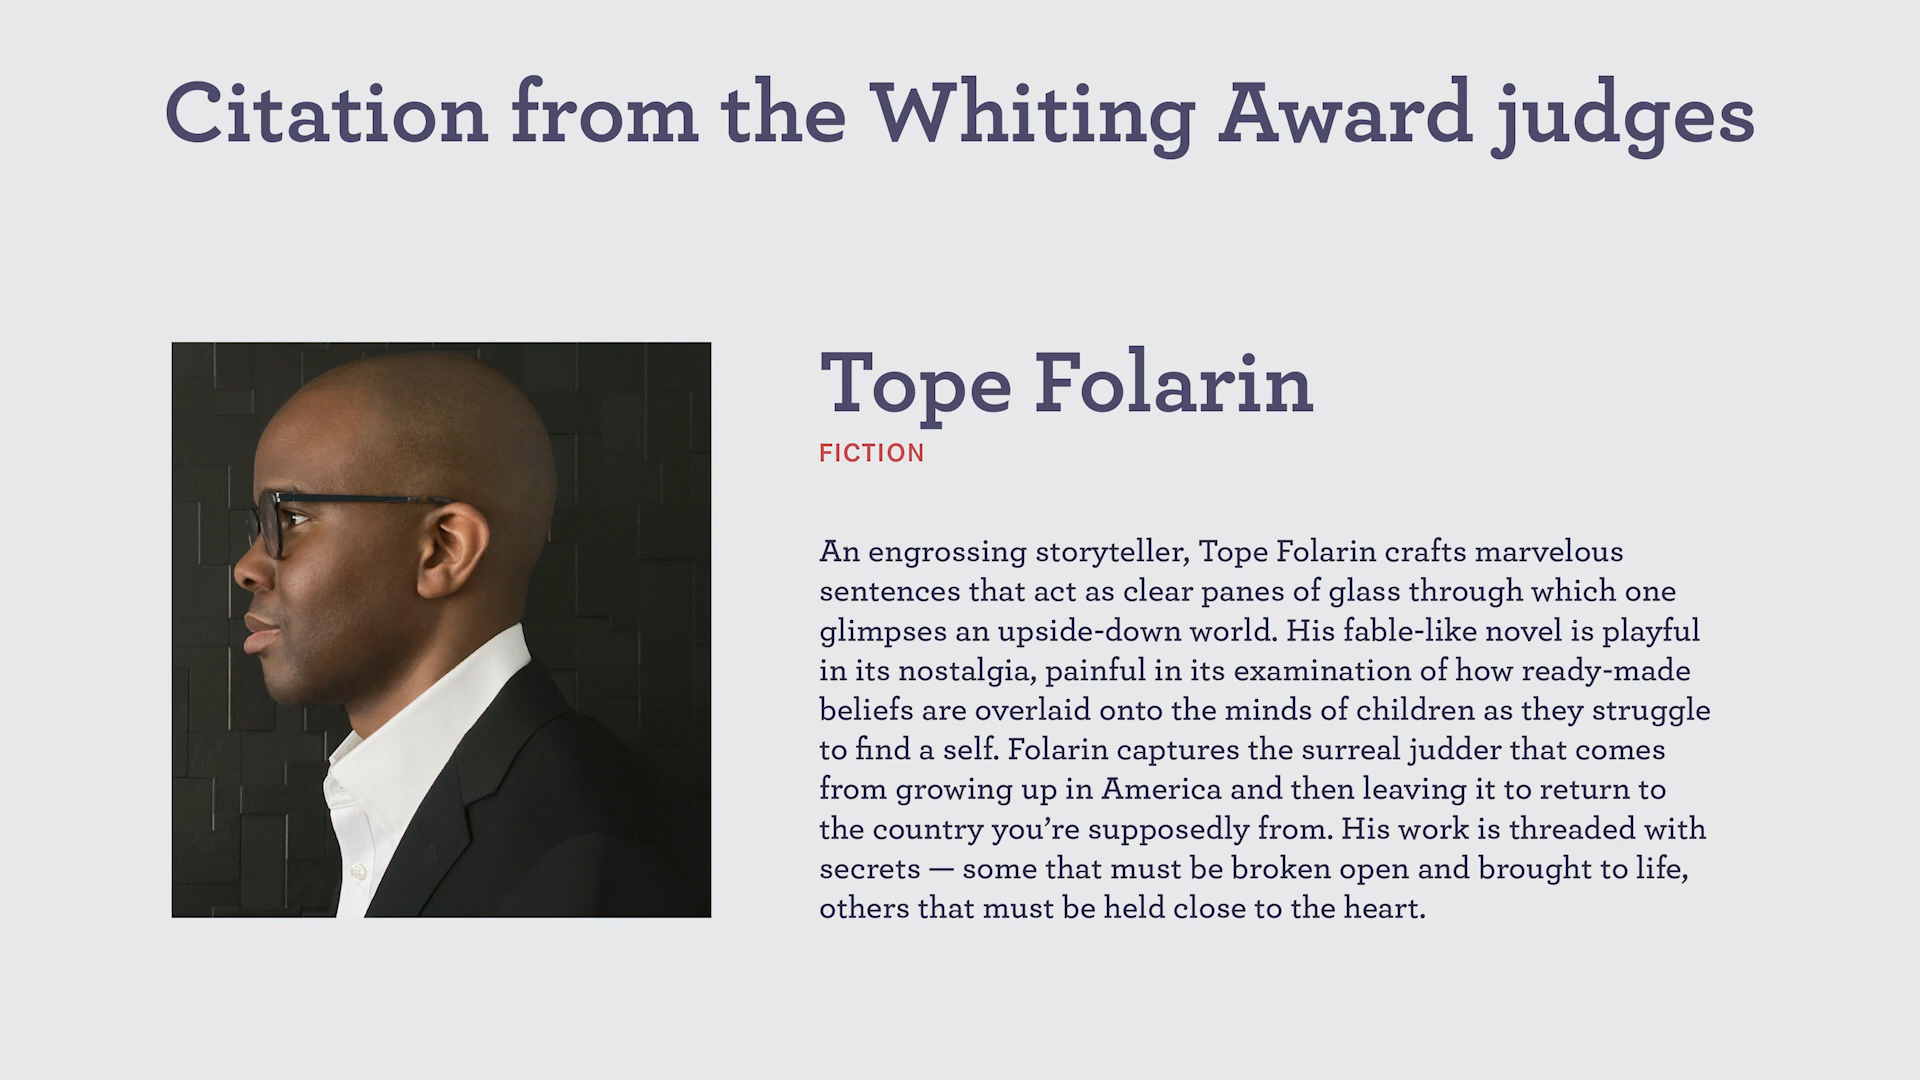 Citation from the Whiting Award judges
Tope Folarin
FICTION
An engrossing storyteller, Tope Folarin crafts marvelous
sentences that act as clear panes of glass through which one
glimpses an upside-down world. His fable-like novel is playful
in its nostalgia, painful in its examination of how ready-made
beliefs are overlaid onto the minds of children as they struggle
to find a self. Folarin captures the surreal judder that comes
from growing up in America and then leaving it to return to
the country you’re supposedly from. His work is threaded with
secrets — some that must be broken open and brought to life,
others that must be held close to the heart.